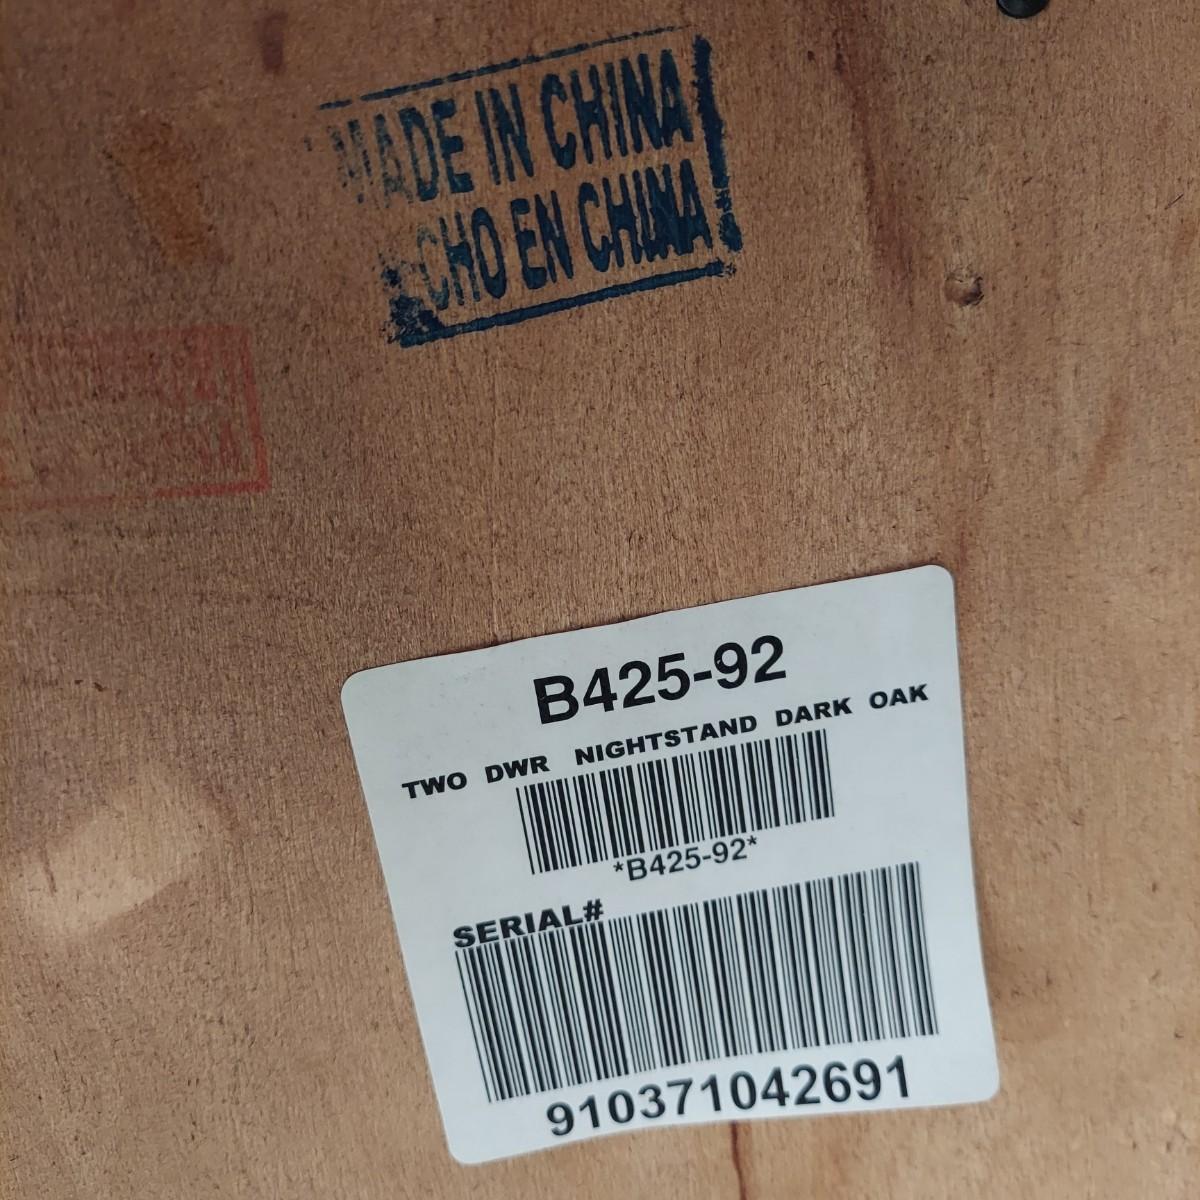 MADE IN CHINA
CHO EN CHINA
B425-92
TWO DWR NIGHTSTAND DARK OAK
*B425-92*
SERIAL#
910371042691